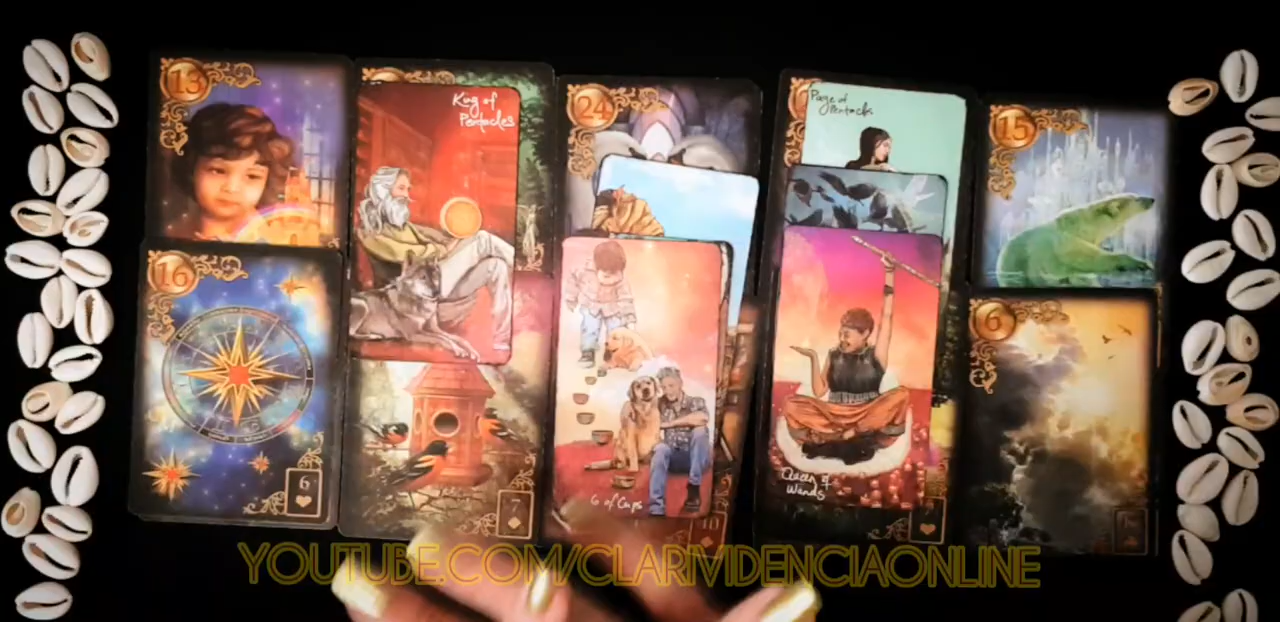 13
King of
Pentacles
24
Page of
Pentacles
15
16
6
6
7
6 of Cups
10
Queen of
Wands
YOUTUBE.COM/CLARIVIDENCIAONLINE